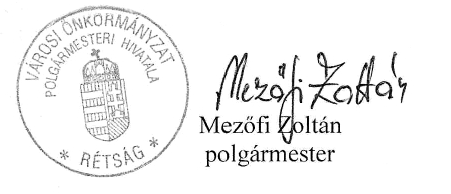 VÁROSI ÖNKORMÁNYZAT
POLGÁRMESTERI HIVATALA
* RÉTSÁG *
Mezőfi Zoltán
Mezőfi Zoltán
polgármester